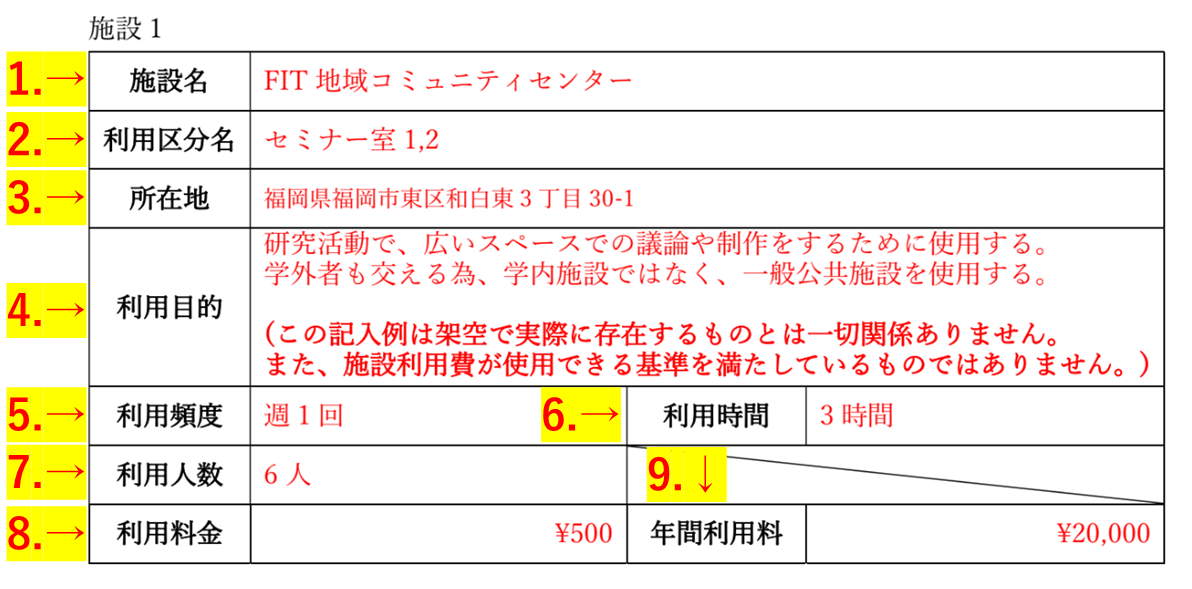 施設 1
1.→ 施設名 FIT 地域コミュニティセンター
2.→ 利用区分名 セミナー室 1,2
3.→ 所在地 福岡県福岡市東区和白東 3 丁目 30-1
研究活動で、広いスペースでの議論や制作をするために使用する。
学外者も交える為、学内施設ではなく、一般公共施設を使用する。
4.→ 利用目的
(この記入例は架空で実際に存在するものとは一切関係ありません。
また、施設利用費が使用できる基準を満たしているものではありません。)
5.→ 利用頻度 週 1 回 6.→ 利用時間 3 時間
7.→ 利用人数 6 人 9.↓
8.→ 利用料金 ¥500 年間利用料 ¥20,000